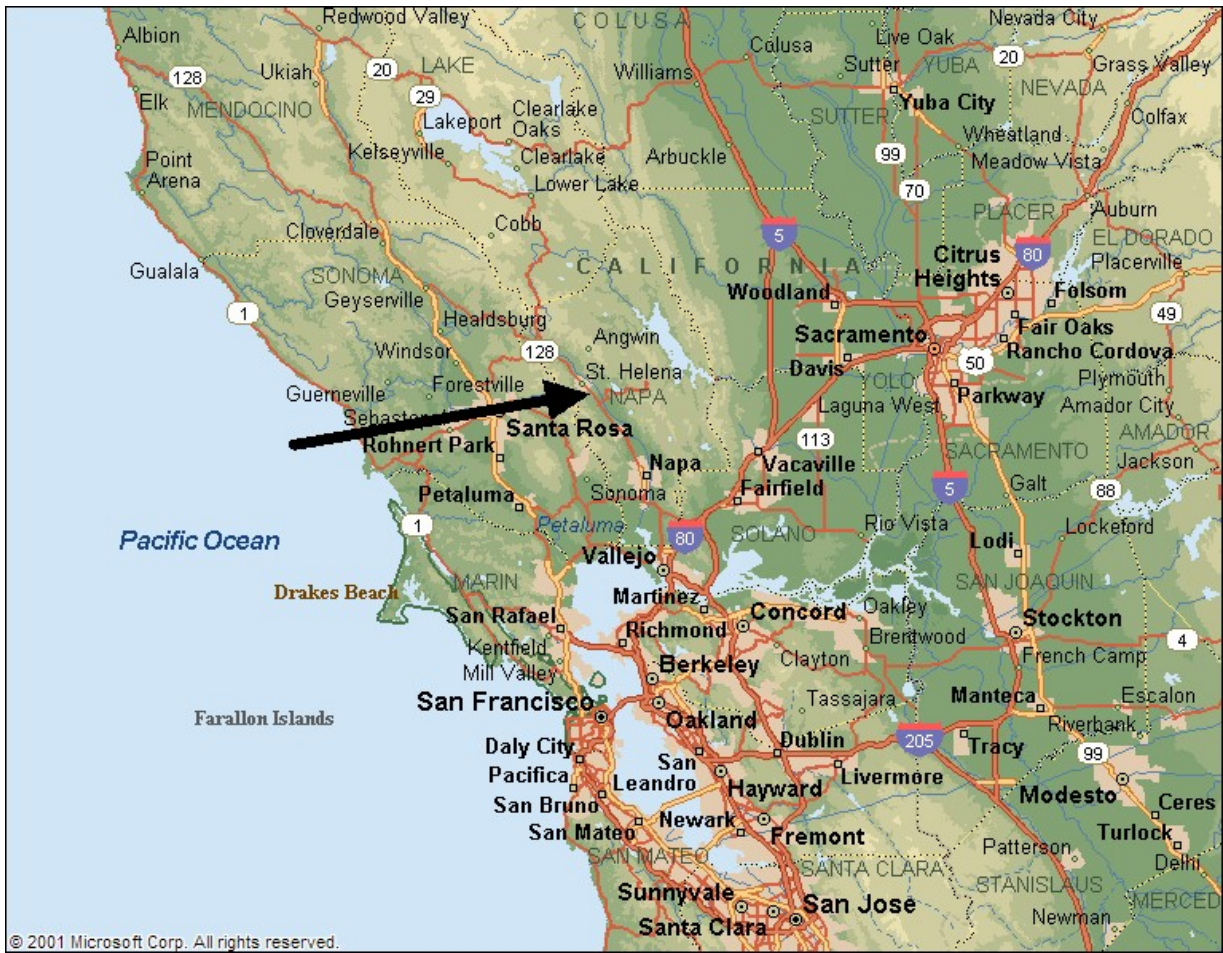 Redwood Valley
COLUSA
Nevada City
Albion
Live Oak
20
Colusa
128
Ukiah
20
LAKE
Williams
Sutter
YUBA
Grass Valley
Elk
MENDOCINO
29
Clearlake
Oaks
Yuba City
NEVADA
Lakeport
SUTTER
Colfax
Wheatland
Point
Arena
Kelseyville
Clearlake
Arbuckle
99
Meadow Vista
Lower Lake
70
Cobb
PLACER
Auburn
Cloverdale
5
EL DORADO
Gualala
SONOMA
CALIFORNIA
Citrus
Heights
80
Placerville
Geyserville
Woodland
Folsom
1
Healdsburg
49
Angwin
Sacramento
Fair Oaks
Windsor
128
Davis
50
Rancho Cordova
St. Helena
YOLO
Plymouth
Guerneville
Forestville
NAPA
Laguna West
Parkway
Amador City
Santa Rosa
113
AMADOR
Rohnert Park
Napa
Vacaville
SACRAMENTO
Jackson
Petaluma
Sonoma
Fairfield
5
Galt
88
1
Petaluma
80
SOLANO
Rio Vista
Lockeford
Pacific Ocean
Vallejo
Lodi
Drakes Beach
MARIN
Martinez
SAN JOAQUIN
San Rafael
Concord
Oakley
Stockton
Richmond
Brentwood
4
Kentfield
Clayton
French Camp
Mill Valley
Berkeley
San Francisco
Tassajara
Manteca
Escalon
Farallon Islands
Oakland
Riverbank
Daly City
Dublin
205
Tracy
99
Pacifica
San
Leandro
Livermore
San Bruno
Hayward
Modesto
Ceres
San Mateo
Newark
Fremont
Turlock
SAN MATEO
SANTA CLARA
Patterson
Delhi
Sunnyvale
STANISLAUS
San Jose
MERCED
Santa Clara
Newman
© 2001 Microsoft Corp. All rights reserved.